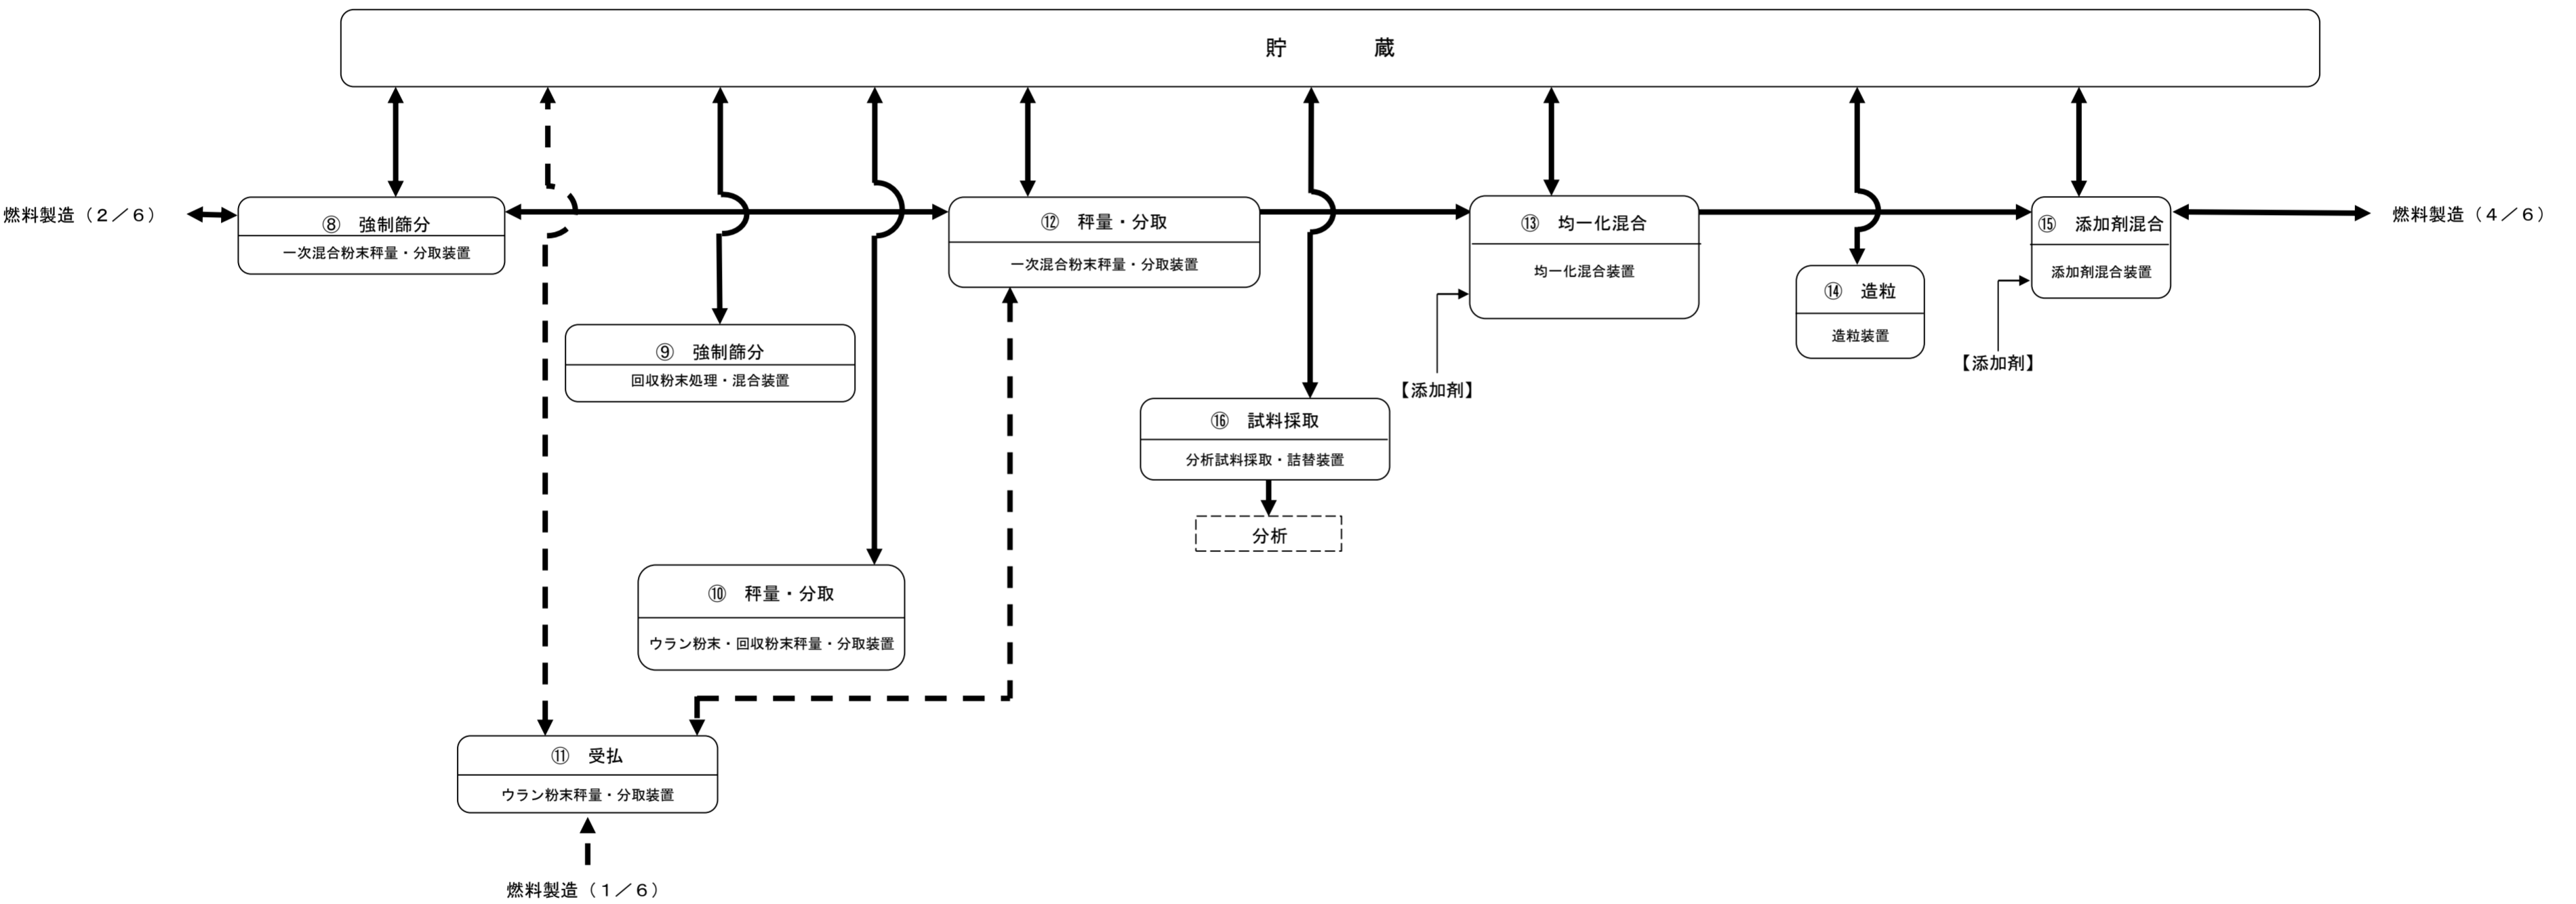 貯　蔵
燃料製造（２／６）
⑧　強制篩分
一次混合粉末秤量・分取装置
⑨　強制篩分
回収粉末処理・混合装置
⑩　秤量・分取
ウラン粉末・回収粉末秤量・分取装置
⑪　受払
ウラン粉末秤量・分取装置
燃料製造（１／６）
⑫　秤量・分取
一次混合粉末秤量・分取装置
⑯　試料採取
分析試料採取・詰替装置
分析
⑬　均一化混合
均一化混合装置
【添加剤】
⑭　造粒
造粒装置
⑮　添加剤混合
添加剤混合装置
【添加剤】
燃料製造（４／６）